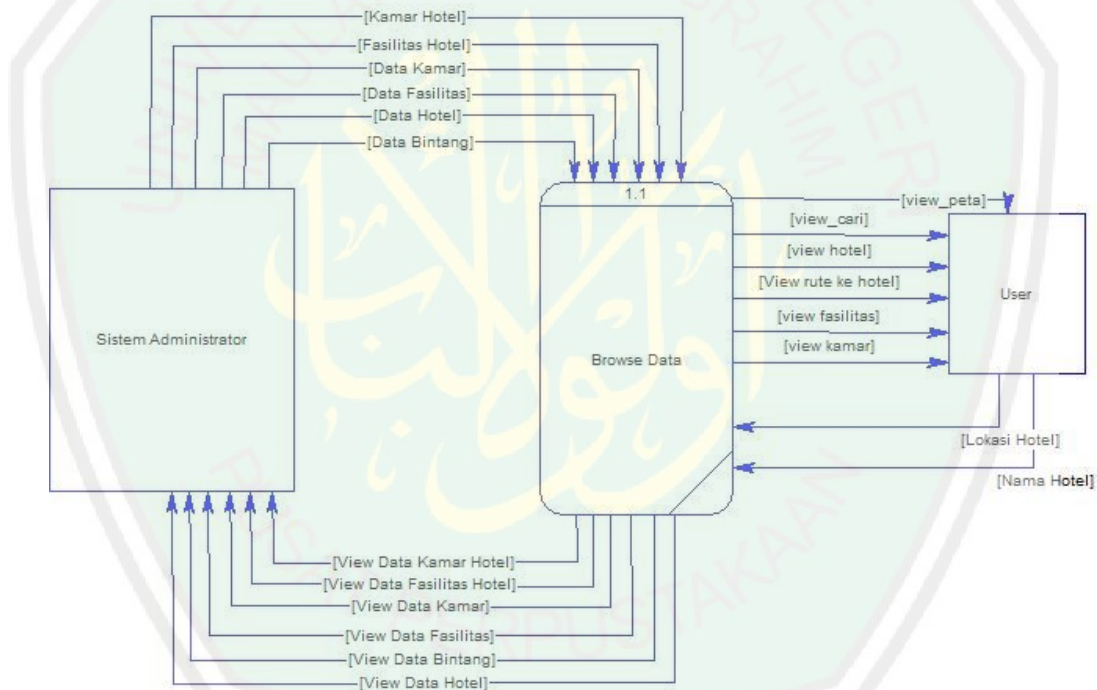 [Kamar Hotel]
[Fasilitas Hotel]
[Data Kamar]
[Data Fasilitas]
[Data Hotel]
[Data Bintang]
1.1
[view_peta]
[view_cari]
[view hotel]
[View rute ke hotel]
User
[view fasilitas]
Sistem Administrator
[view kamar]
Browse Data
[Lokasi Hotel]
[Nama Hotel]
[View Data Kamar Hotel]
[View Data Fasilitas Hotel]
[View Data Kamar]
[View Data Fasilitas]
[View Data Bintang]
[View Data Hotel]